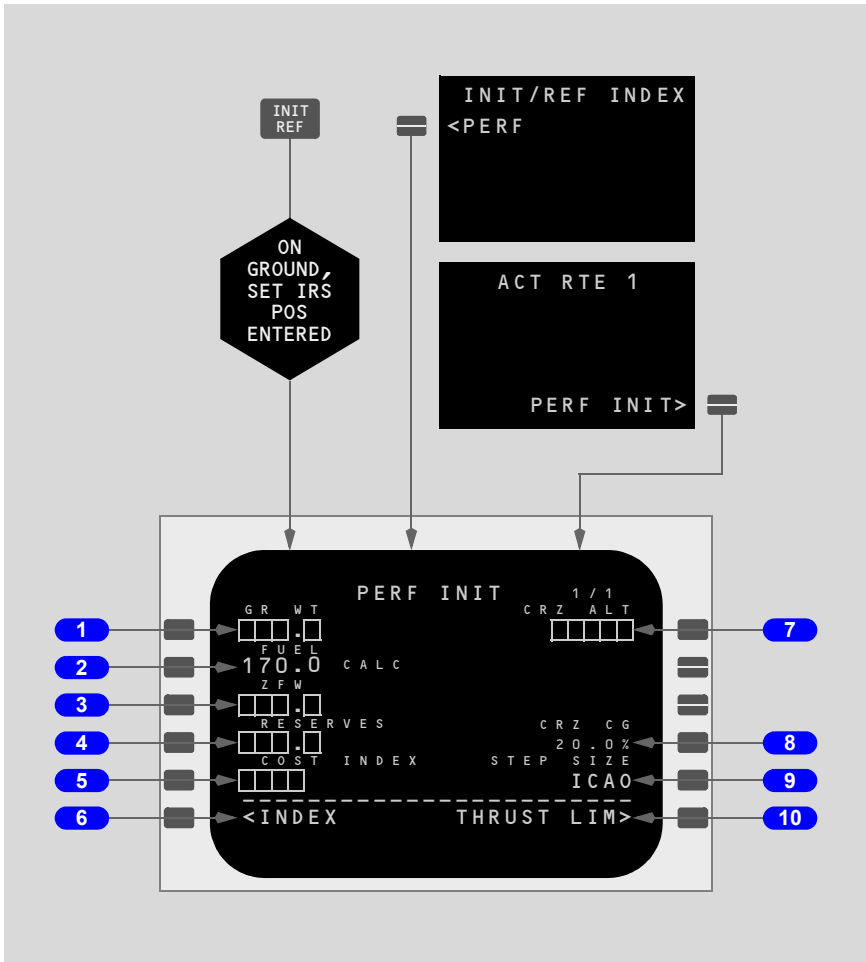 INIT
REF
INIT/REF INDEX
<PERF
ON
GROUND,
SET IRS
POS
ENTERED
ACT RTE 1
PERF INIT>
PERF INIT 1/1
GR WT CRZ ALT
1 . 7
FUEL
2 170.0 CALC
ZFW
3 .
RESERVES CRZ CG
4 . 20.0% 8
COST INDEX STEP SIZE
5 ICAO 9
6 <INDEX THRUST LIM> 10